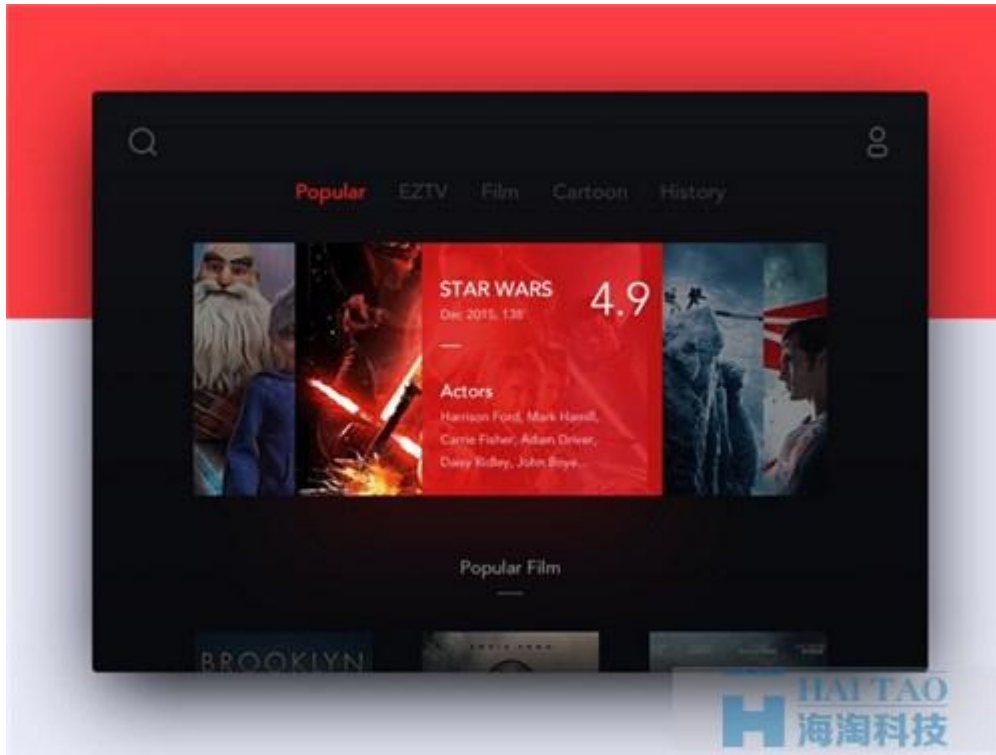 Popular EZTV Film Cartoon History
STAR WARS
4.9
Dec 2015, 138'
Actors
Harrison Ford, Mark Hamill,
Carrie Fisher, Adam Driver,
Daisy Ridley, John Boye...
Popular Film
BROOKLYN
HAI TAO
海淘科技